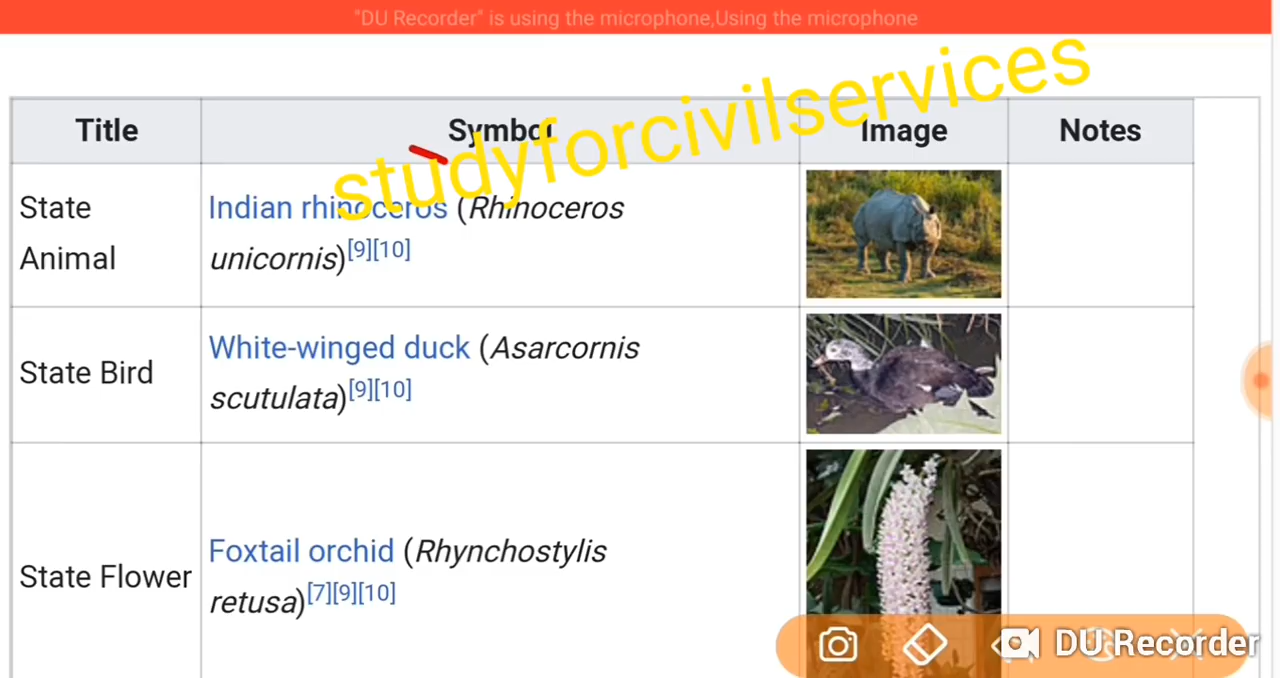 "DU Recorder" is using the microphone,Using the microphone
studyforcivilservices
Title Symbol Image Notes
State Animal
Indian rhinoceros (Rhinoceros
unicornis)[9][10]
State Bird
White-winged duck (Asarcornis
scutulata)[9][10]
State Flower
Foxtail orchid (Rhynchostylis
retusa)[7][9][10]
DU Recorder